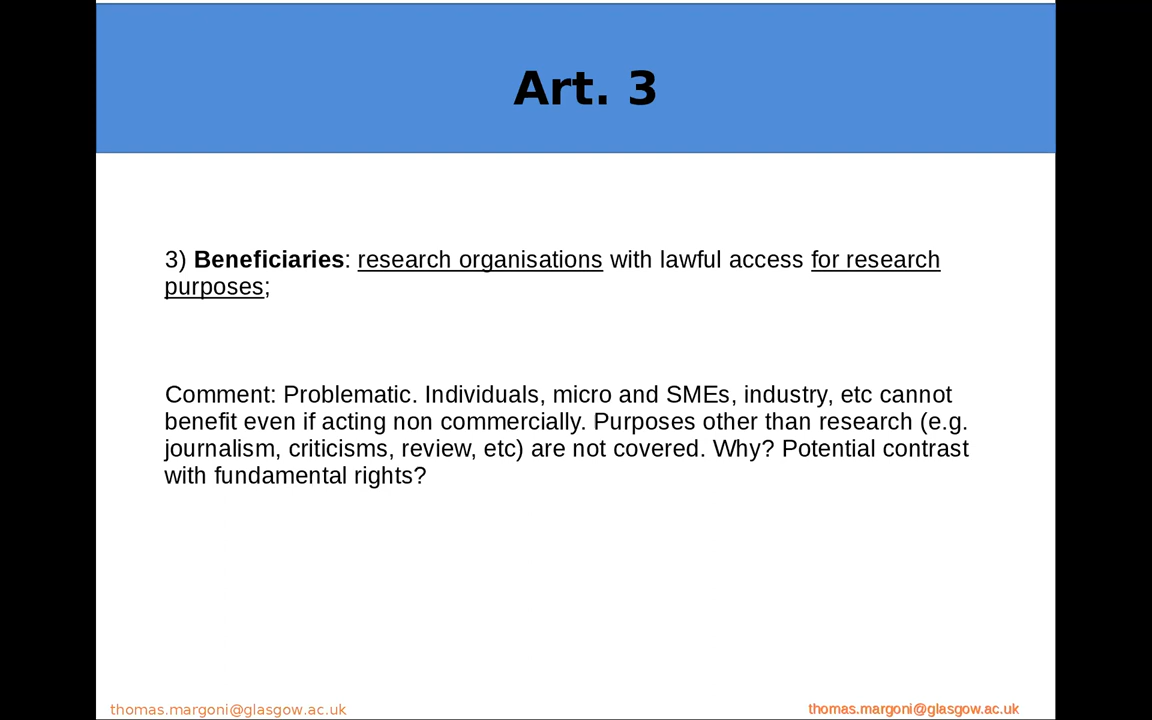 Art. 3
3) Beneficiaries: research organisations with lawful access for research
purposes;
Comment: Problematic. Individuals, micro and SMEs, industry, etc cannot
benefit even if acting non commercially. Purposes other than research (e.g.
journalism, criticisms, review, etc) are not covered. Why? Potential contrast
with fundamental rights?
thomas.margoni@glasgow.ac.uk
thomas.margoni@glasgow.ac.uk